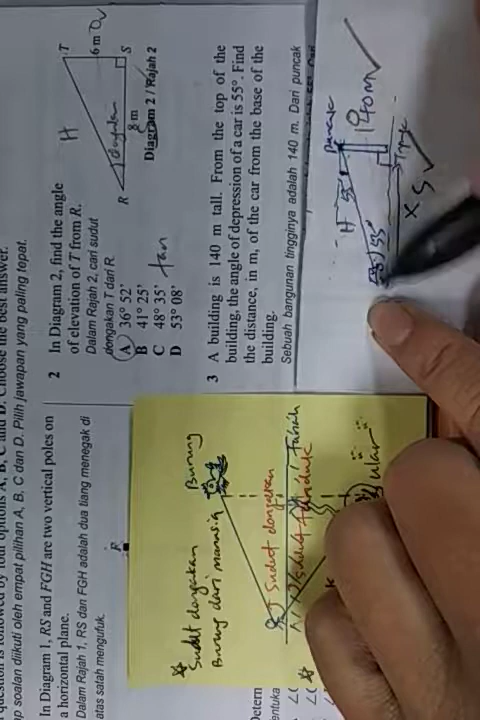 question is followed by four options A, B, C and D. Choose the best answer.
soalan diikuti oleh empat pilihan A, B, C dan D. Pilih jawapan yang paling tepat.
In Diagram 1, RS and FGH are two vertical poles on
a horizontal plane.
Dalam Rajah 1, RS dan FGH adalah dua tiang menegak di
atas satah mengufuk.
R
2 In Diagram 2, find the angle
of elevation of T from R.
Dalam Rajah 2, cari sudut
dongakan T dari R.
A 36° 52'
B 41° 25'
C 48° 35'
D 53° 08'
tan
T
H
6 m
S
R
dongakan
8 m
Diagram 2 / Rajah 2
3 A building is 140 m tall. From the top of the
building, the angle of depression of a car is 55°. Find
the distance, in m, of the car from the base of the
building.
Sebuah bangunan tingginya adalah 140 m. Dari puncak
H
55°
140m
55°
x
S
Sudut dongakan
Burung dari manusia
Burung
Sudut dongakan
Sudut tunduk
Tanah
ular